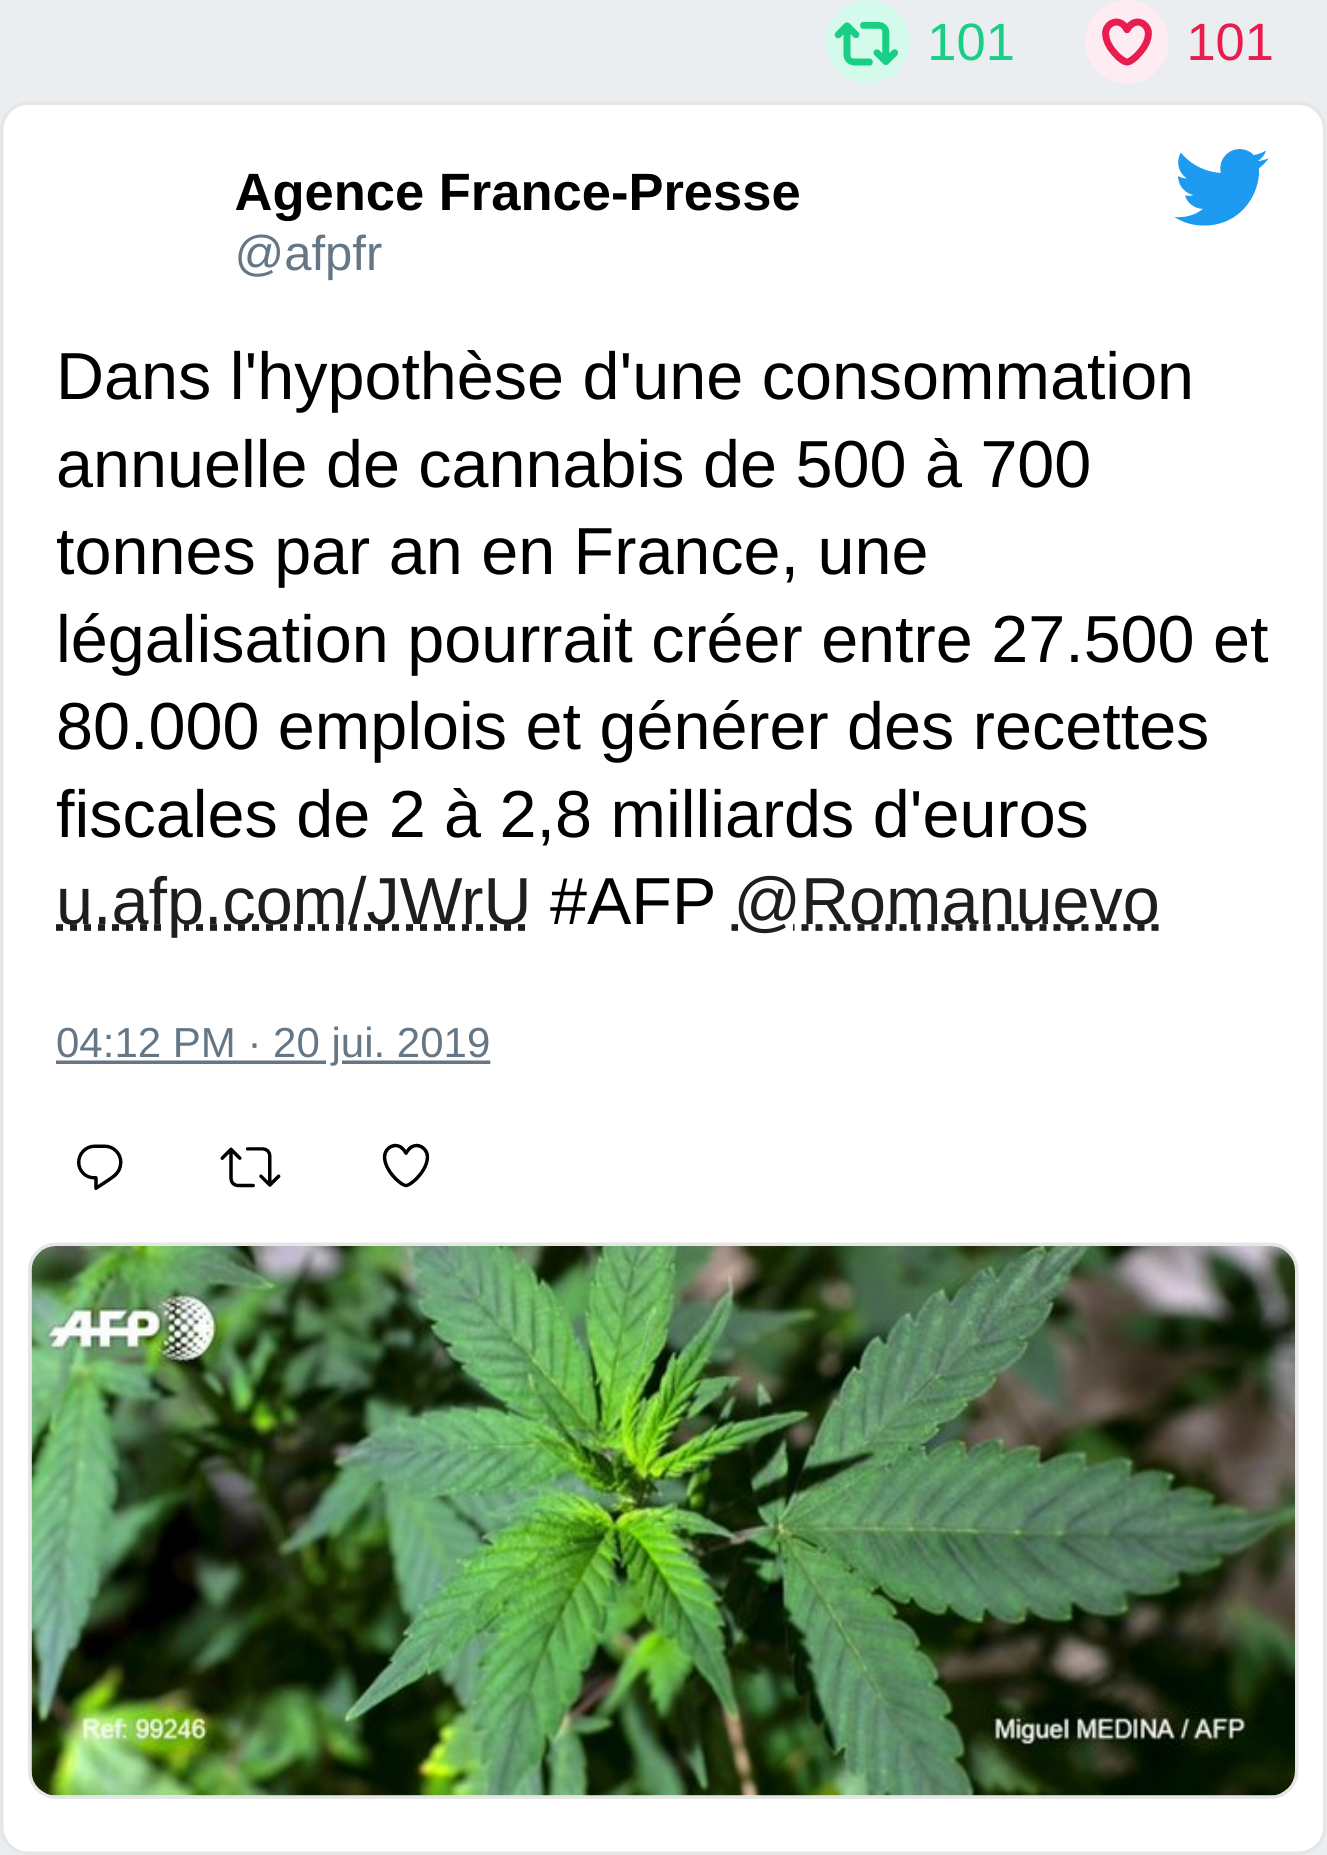 101 101
Agence France-Presse
@afpfr
Dans l'hypothèse d'une consommation
annuelle de cannabis de 500 à 700
tonnes par an en France, une
légalisation pourrait créer entre 27.500 et
80.000 emplois et générer des recettes
fiscales de 2 à 2,8 milliards d'euros
u.afp.com/JWrU #AFP @Romanuevo
04:12 PM · 20 jui. 2019
AFP
Ref: 99246
Miguel MEDINA / AFP